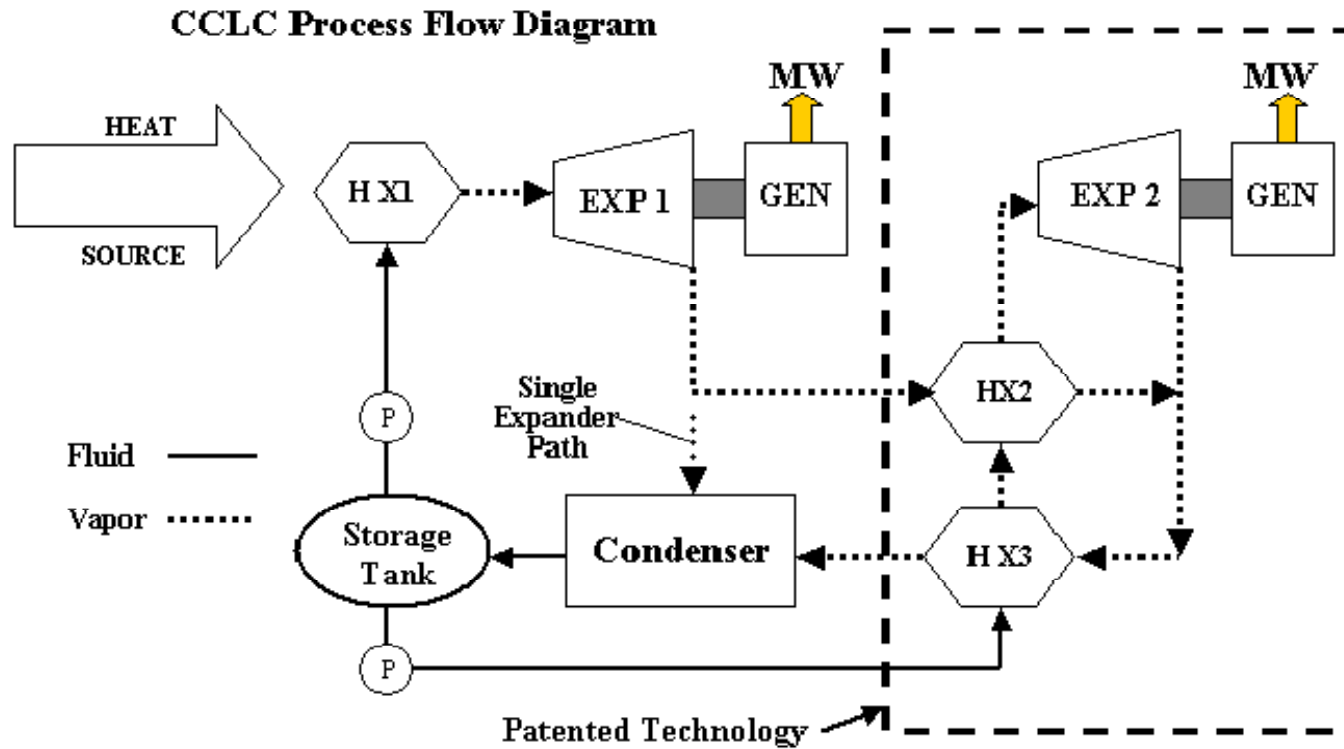 CCLC Process Flow Diagram
MW
MW
HEAT
H X1
EXP 1
GEN
EXP 2
GEN
SOURCE
Single
Expander
Path
HX2
P
Fluid
Vapor
Storage
Tank
Condenser
H X3
P
Patented Technology